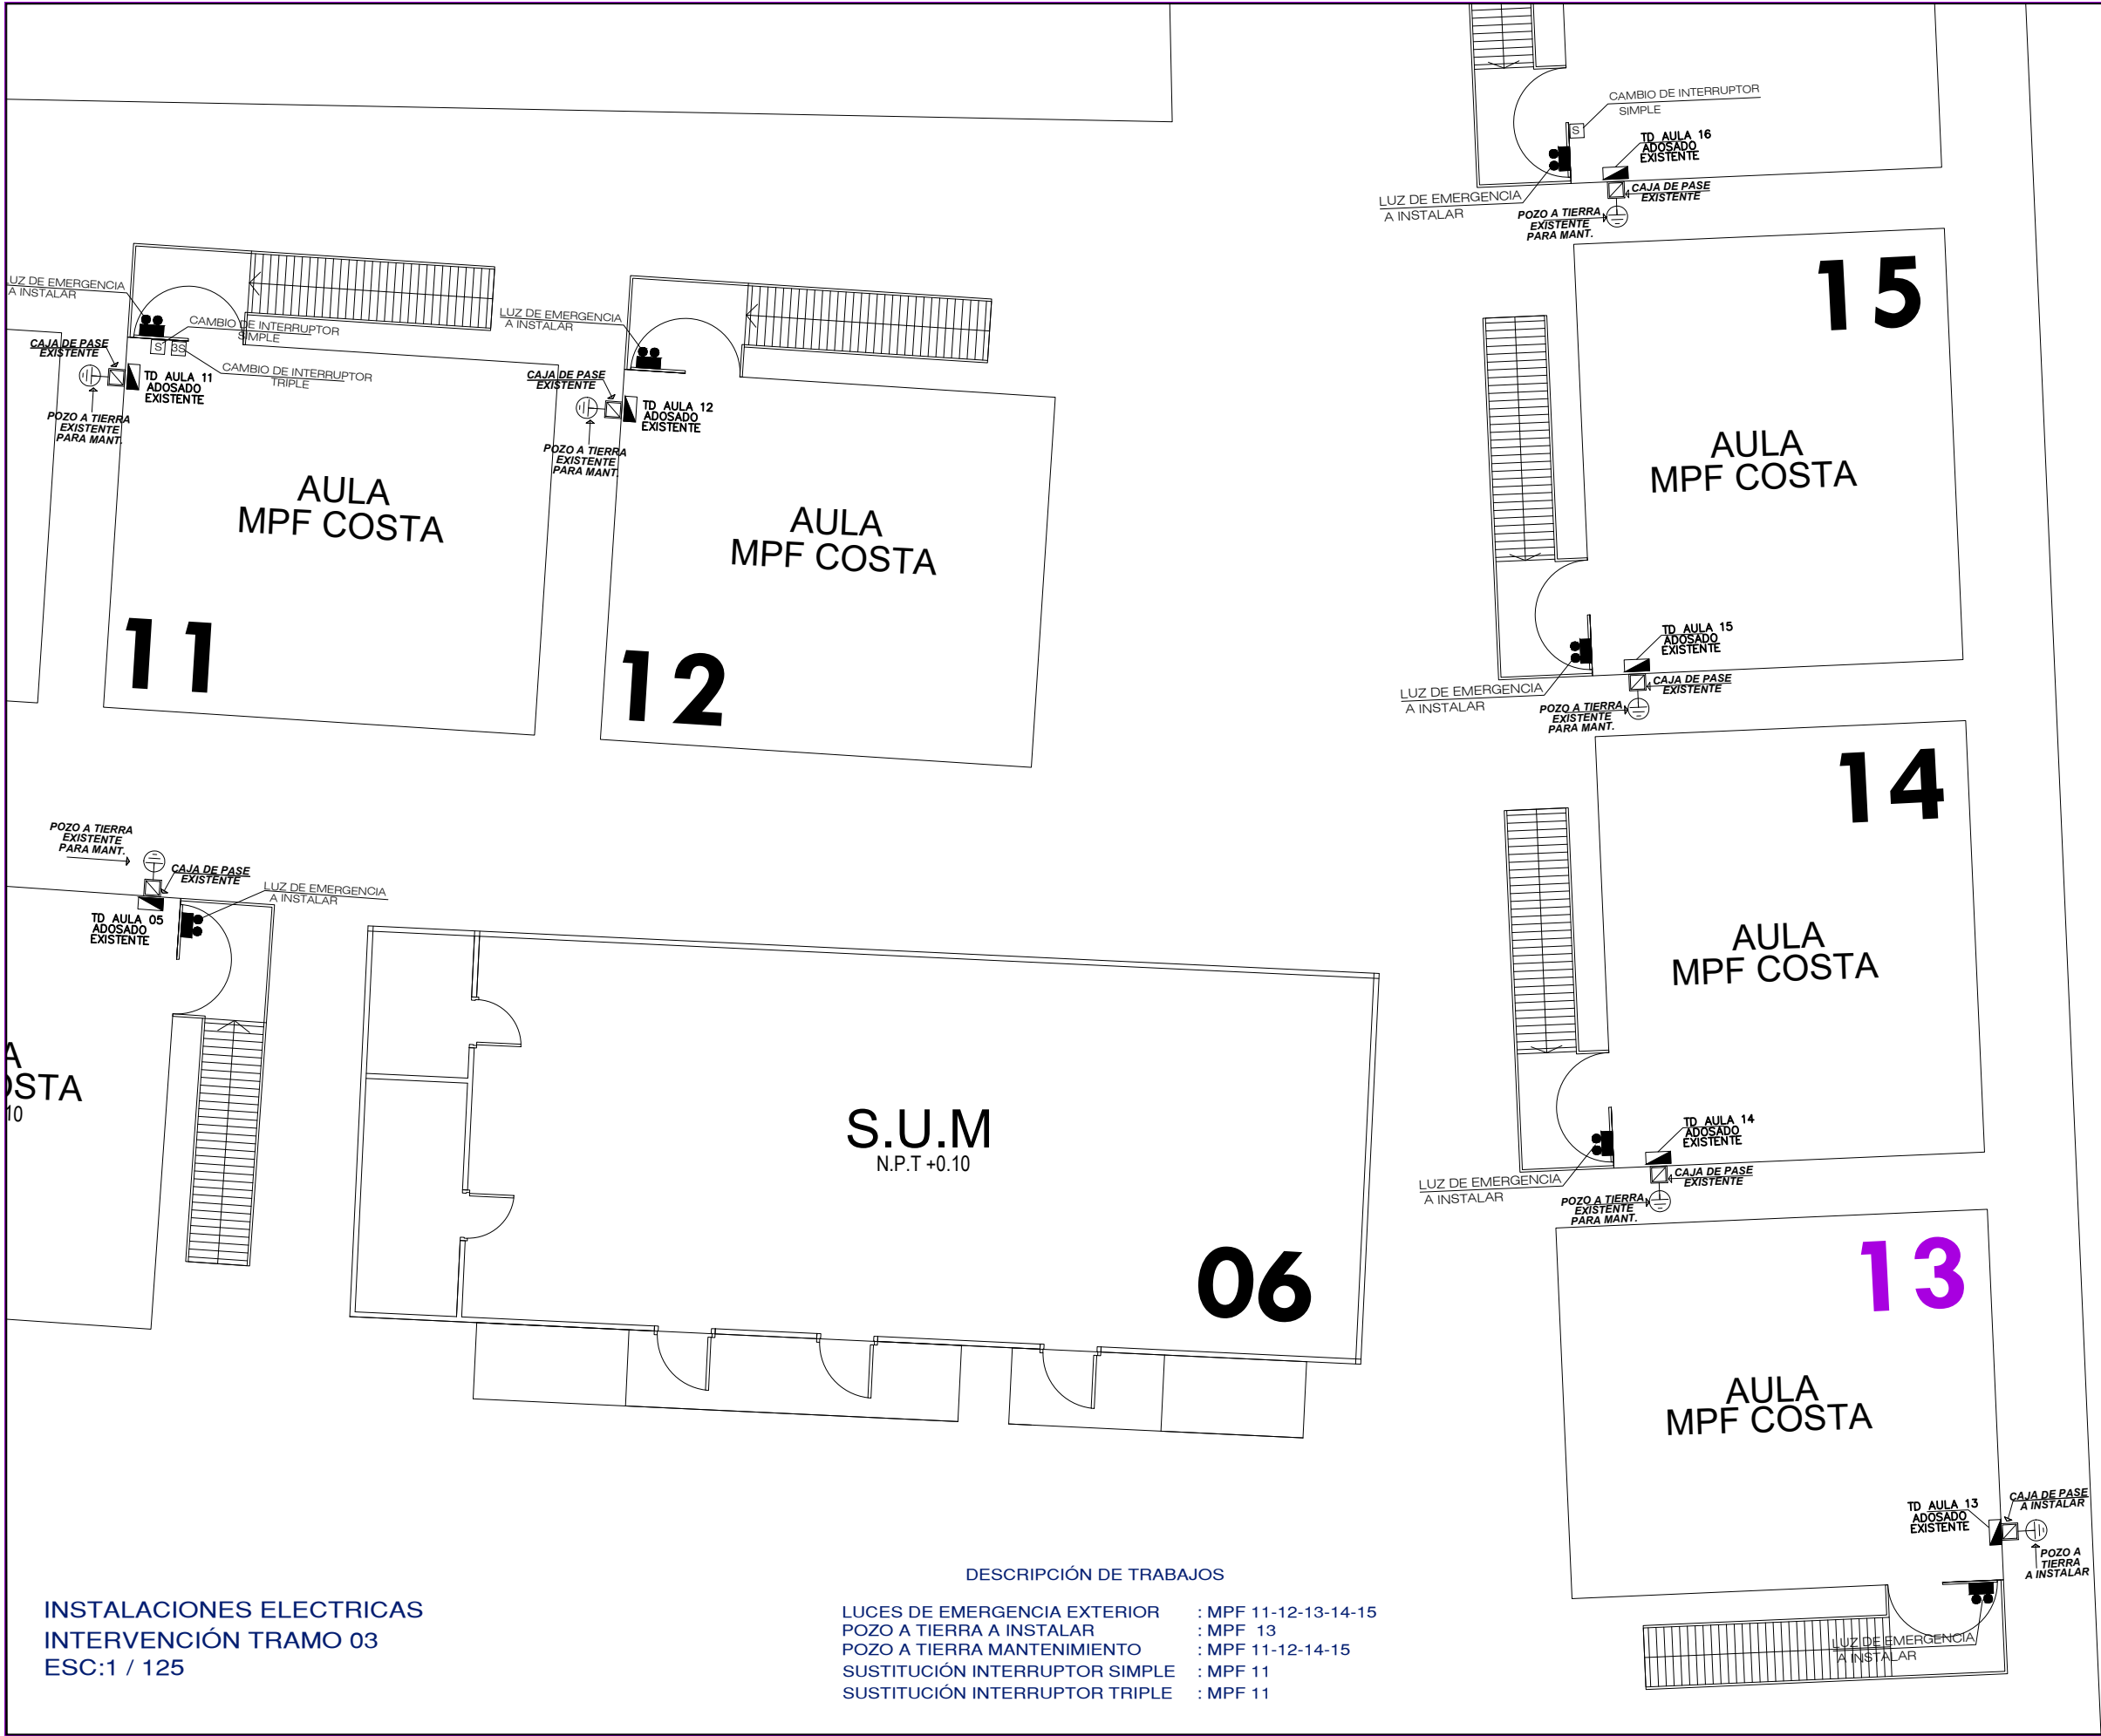 CAMBIO DE INTERRUPTOR
SIMPLE
S
TD AULA 16
ADOSADO
EXISTENTE
CAJA DE PASE
EXISTENTE
LUZ DE EMERGENCIA
A INSTALAR
POZO A TIERRA
EXISTENTE
PARA MANT.
15
AULA
MPF COSTA
TD AULA 15
ADOSADO
EXISTENTE
CAJA DE PASE
EXISTENTE
LUZ DE EMERGENCIA
A INSTALAR
POZO A TIERRA
EXISTENTE
PARA MANT.
LUZ DE EMERGENCIA
A INSTALAR
CAMBIO DE INTERRUPTOR
SIMPLE
S
3S
CAJA DE PASE
EXISTENTE
CAMBIO DE INTERRUPTOR
TRIPLE
TD AULA 11
ADOSADO
EXISTENTE
POZO A TIERRA
EXISTENTE
PARA MANT.
AULA
MPF COSTA
11
LUZ DE EMERGENCIA
A INSTALAR
CAJA DE PASE
EXISTENTE
TD AULA 12
ADOSADO
EXISTENTE
POZO A TIERRA
EXISTENTE
PARA MANT.
AULA
MPF COSTA
12
14
AULA
MPF COSTA
TD AULA 14
ADOSADO
EXISTENTE
CAJA DE PASE
EXISTENTE
LUZ DE EMERGENCIA
A INSTALAR
POZO A TIERRA
EXISTENTE
PARA MANT.
POZO A TIERRA
EXISTENTE
PARA MANT.
CAJA DE PASE
EXISTENTE
LUZ DE EMERGENCIA
A INSTALAR
TD AULA 05
ADOSADO
EXISTENTE
A
OSTA
10
S.U.M
N.P.T +0.10
06
13
AULA
MPF COSTA
TD AULA 13
ADOSADO
EXISTENTE
CAJA DE PASE
A INSTALAR
POZO A
TIERRA
A INSTALAR
LUZ DE EMERGENCIA
A INSTALAR
INSTALACIONES ELECTRICAS
INTERVENCIÓN TRAMO 03
ESC:1 / 125
DESCRIPCIÓN DE TRABAJOS
LUCES DE EMERGENCIA EXTERIOR : MPF 11-12-13-14-15
POZO A TIERRA A INSTALAR : MPF 13
POZO A TIERRA MANTENIMIENTO : MPF 11-12-14-15
SUSTITUCIÓN INTERRUPTOR SIMPLE : MPF 11
SUSTITUCIÓN INTERRUPTOR TRIPLE : MPF 11